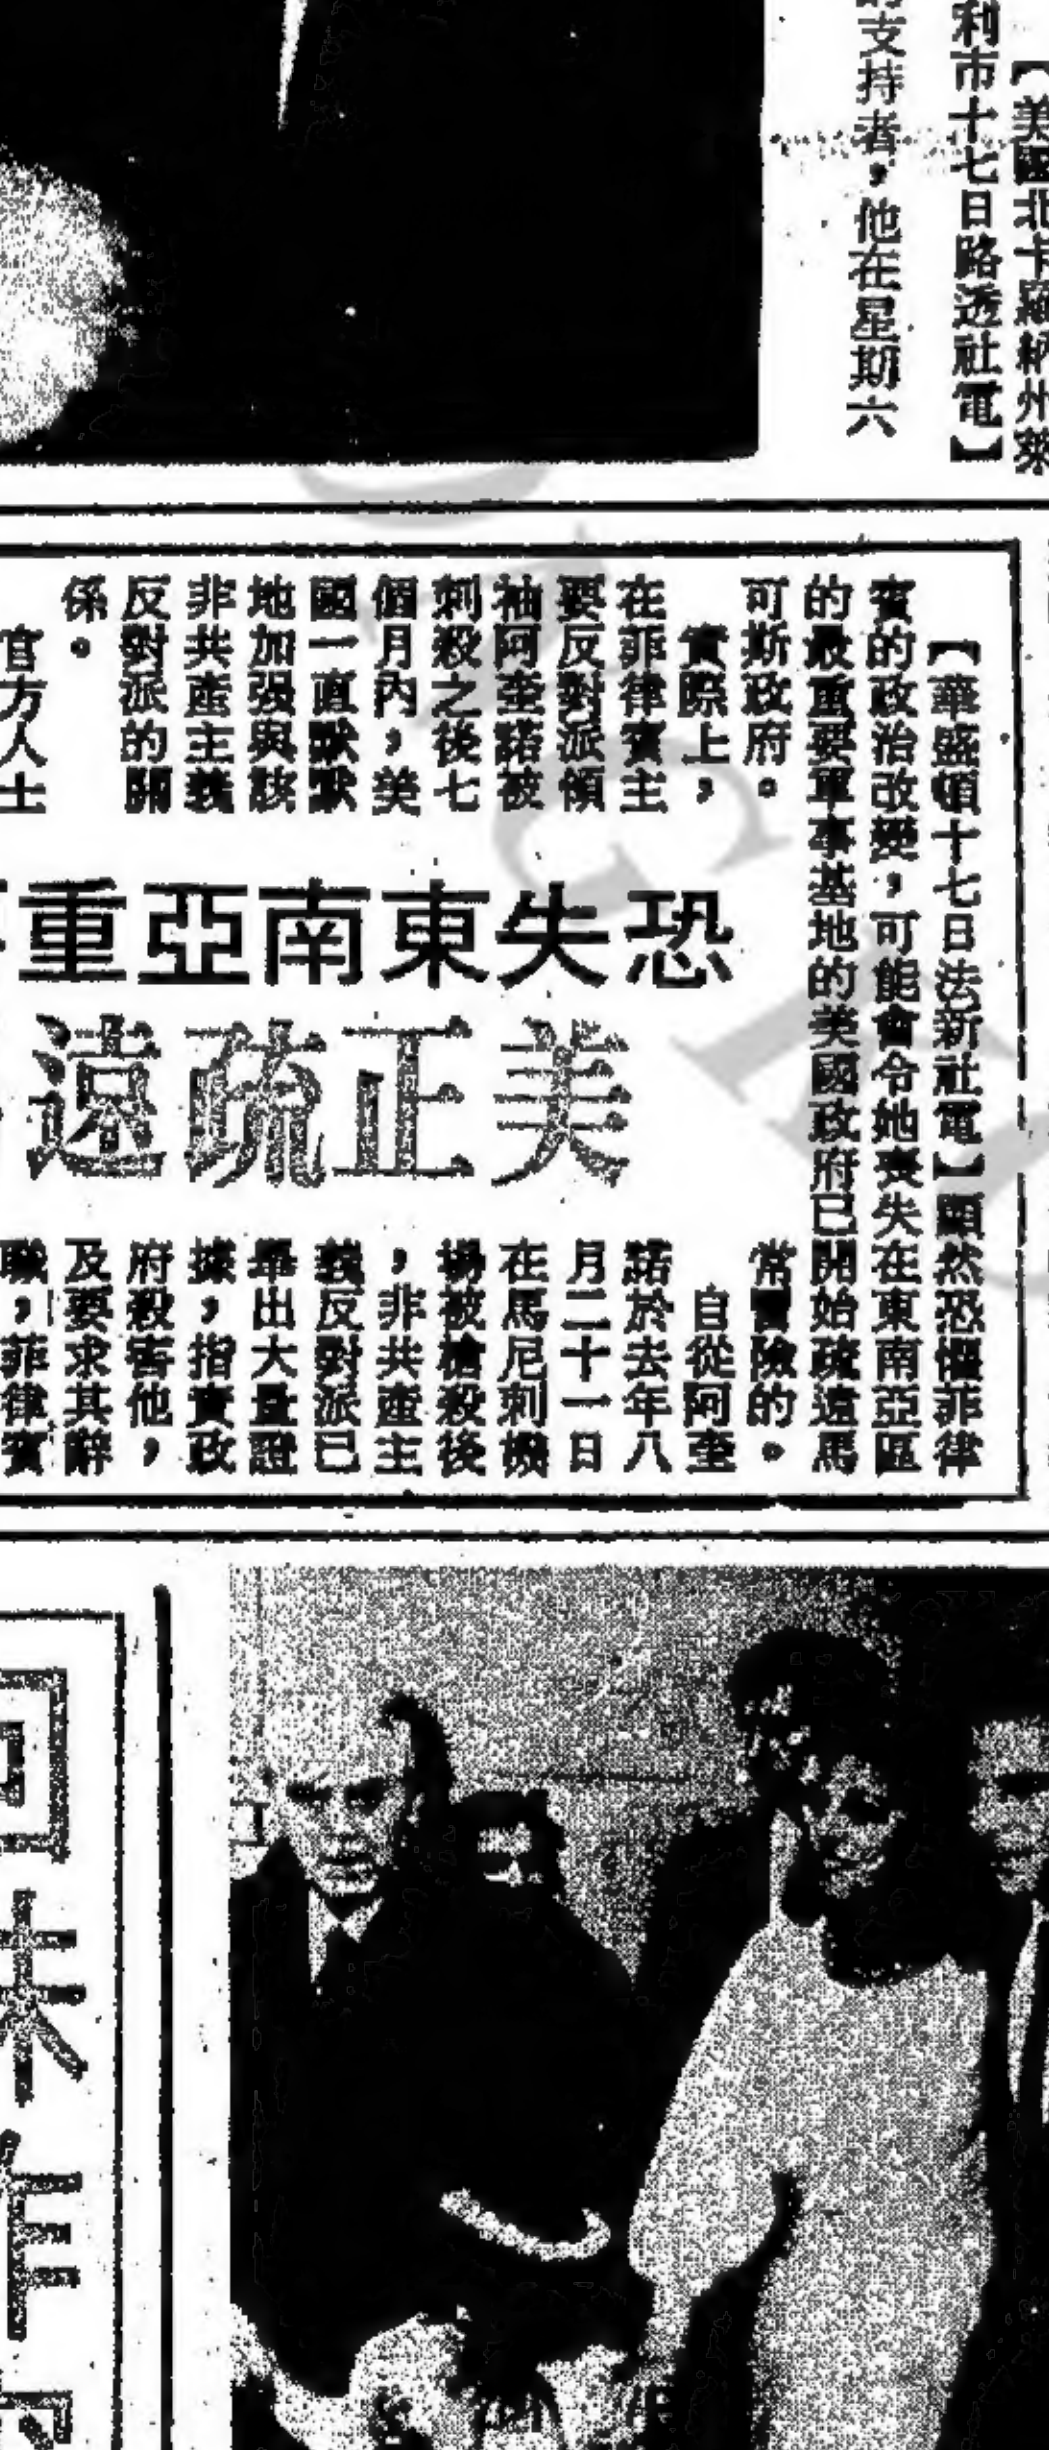 【美國北卡羅納州萊
利市十七日路透社電】
支持者，他在星期六
恐失東南亞重
美正疏遠
【華盛頓十七日法新社電】顯然恐懼菲律
賓的政治改變，可能會令她喪失在東南亞區
的最重要軍事基地的美國政府已開始疏遠馬
可斯政府。
實際上，
在菲律賓主
要反對派領
袖阿奎諾被
刺殺之後七
個月內，美
國一直默默
地加强與該
非共產主義
反對派的關
係。
官方人士
常冒險的。
自從阿奎
諾於去年八
月二十一日
在馬尼刺機
場被槍殺後
，非共產主
義反對派已
舉出大量證
據，指責政
府殺害他，
及要求其辭
職，菲律賓
回味作